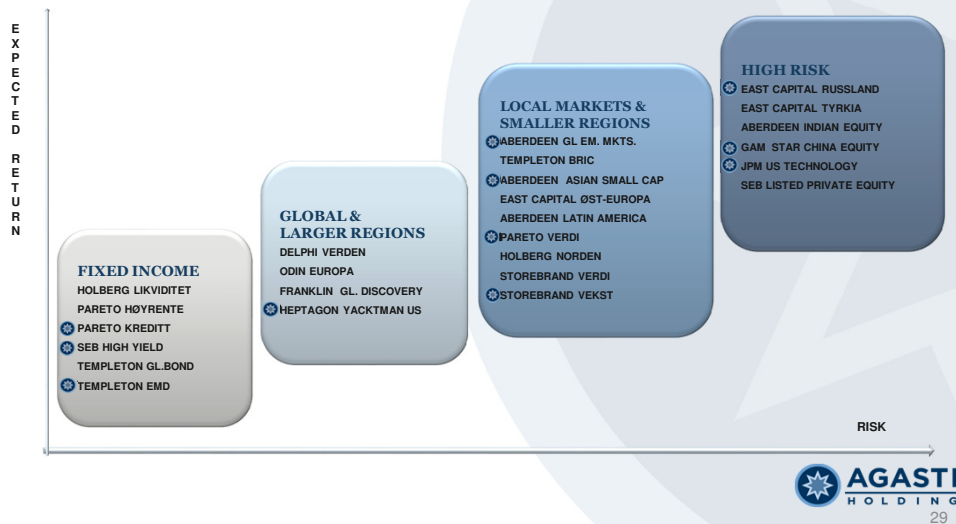 EXPECTED RETURN
FIXED INCOME
HOLBERG LIKVIDITET
PARETO HØYRENTE
PARETO KREDITT
SEB HIGH YIELD
TEMPLETON GL.BOND
TEMPLETON EMD
GLOBAL &
LARGER REGIONS
DELPHI VERDEN
ODIN EUROPA
FRANKLIN GL. DISCOVERY
HEPTAGON YACKTMAN US
LOCAL MARKETS &
SMALLER REGIONS
ABERDEEN GL EM. MKTS.
TEMPLETON BRIC
ABERDEEN ASIAN SMALL CAP
EAST CAPITAL ØST-EUROPA
ABERDEEN LATIN AMERICA
PARETO VERDI
HOLBERG NORDEN
STOREBRAND VERDI
STOREBRAND VEKST
HIGH RISK
EAST CAPITAL RUSSLAND
EAST CAPITAL TYRKIA
ABERDEEN INDIAN EQUITY
GAM STAR CHINA EQUITY
JPM US TECHNOLOGY
SEB LISTED PRIVATE EQUITY
RISK
AGASTI
HOLDING
29